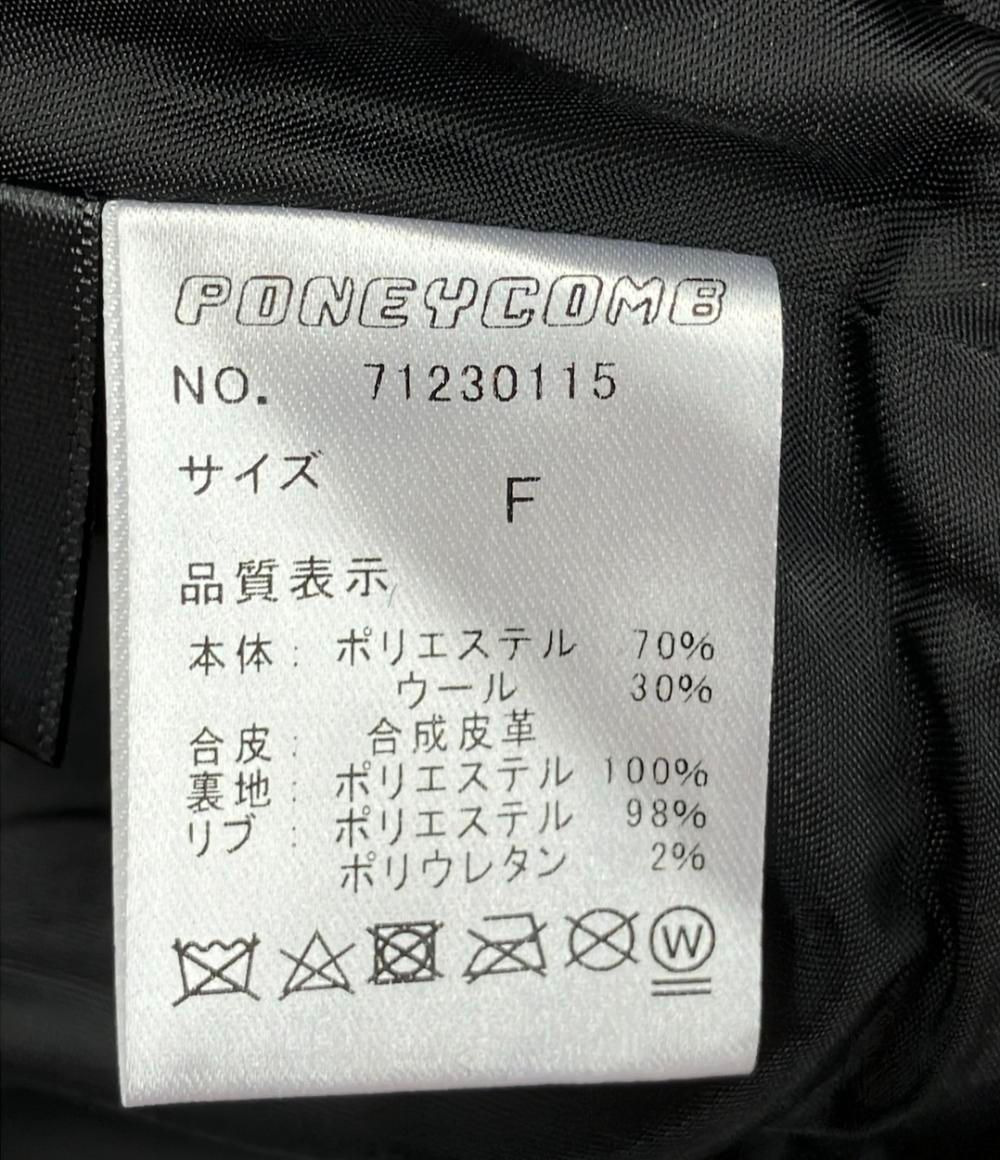 PONEYCOMB
NO. 71230115
サイズ F
品質表示
本体: ポリエステル 70%
ウール 30%
合皮: 合成皮革
裏地: ポリエステル 100%
リブ: ポリエステル 98%
ポリウレタン 2%
W